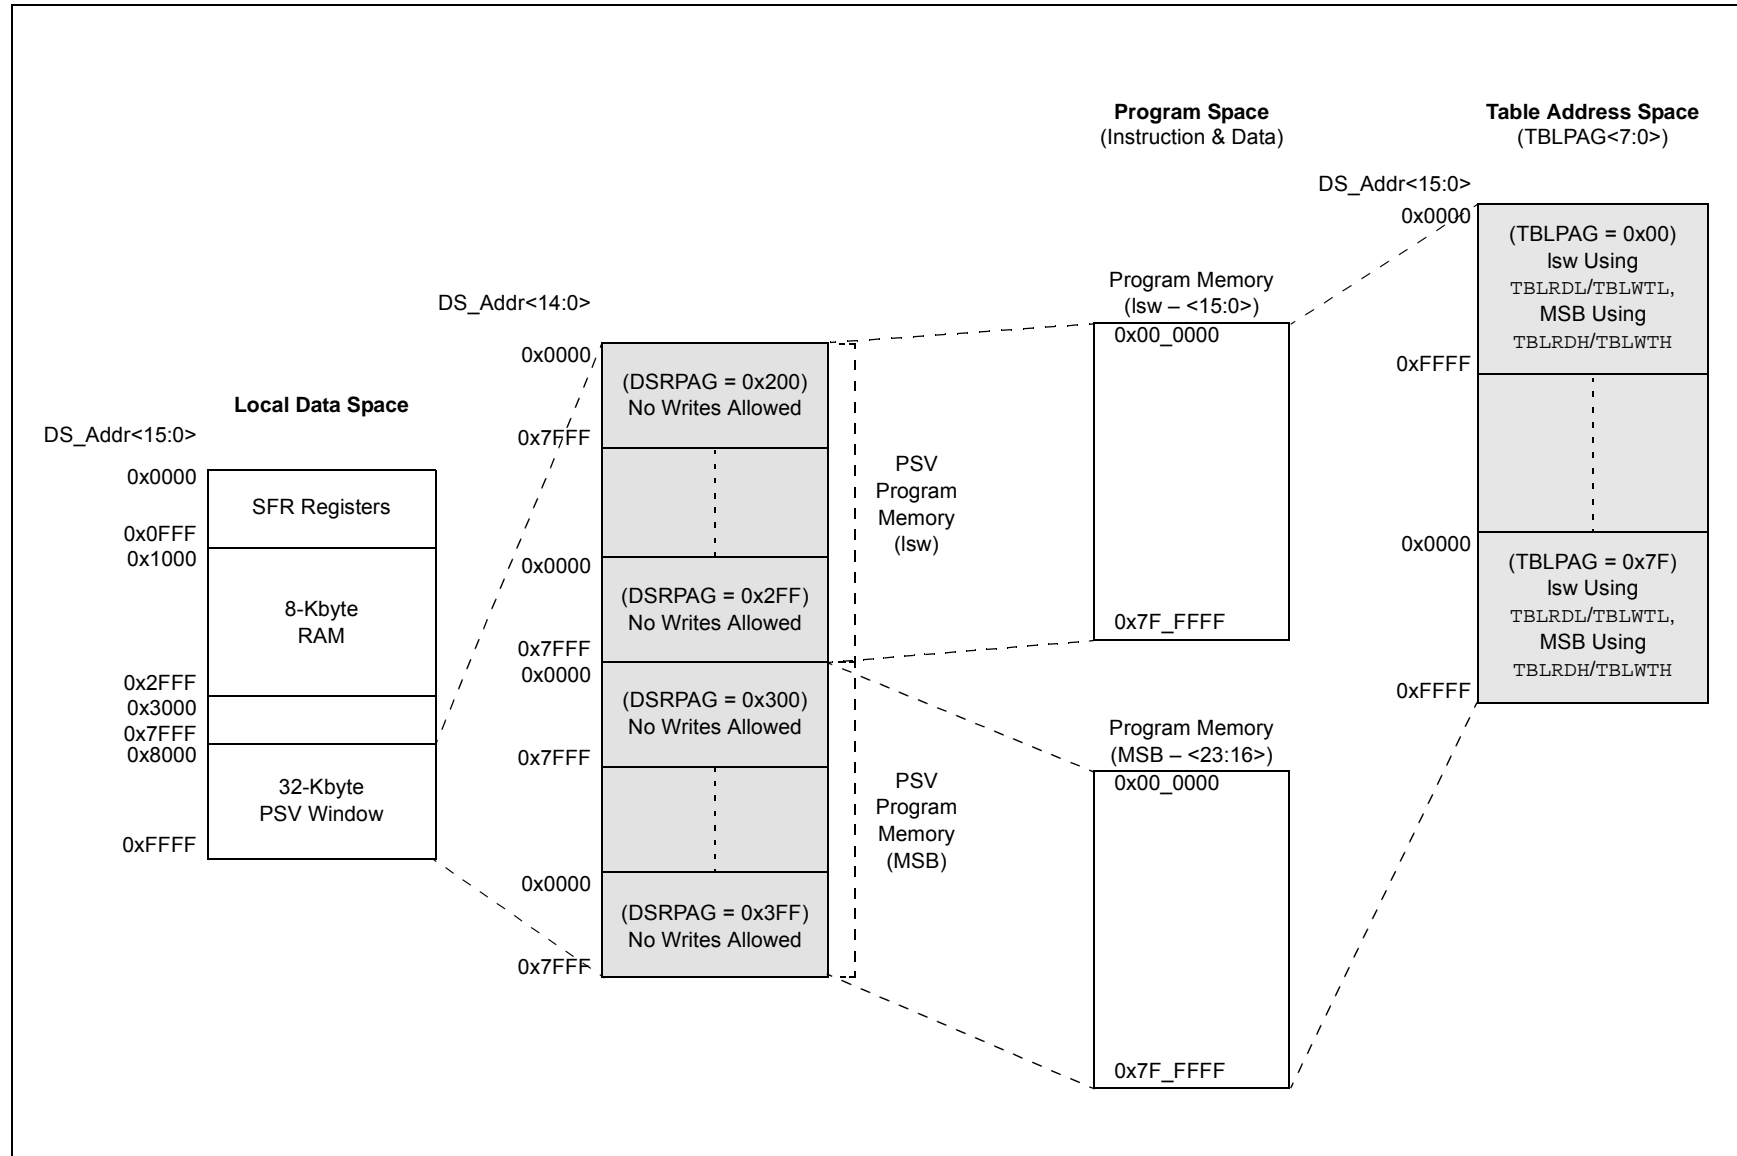 Local Data Space
DS_Addr<15:0>
0x0000
SFR Registers
0x0FFF
0x1000
8-Kbyte
RAM
0x2FFF
0x3000
0x7FFF
0x8000
32-Kbyte
PSV Window
0xFFFF
DS_Addr<14:0>
0x0000
(DSRPAG = 0x200)
No Writes Allowed
0x7FFF
0x0000
(DSRPAG = 0x2FF)
No Writes Allowed
0x7FFF
0x0000
(DSRPAG = 0x300)
No Writes Allowed
0x7FFF
0x0000
(DSRPAG = 0x3FF)
No Writes Allowed
0x7FFF
PSV
Program
Memory
(lsw)
PSV
Program
Memory
(MSB)
Program Space
(Instruction & Data)
Program Memory
(lsw – <15:0>)
0x00_0000
0x7F_FFFF
Program Memory
(MSB – <23:16>)
0x00_0000
0x7F_FFFF
Table Address Space
(TBLPAG<7:0>)
DS_Addr<15:0>
0x0000
(TBLPAG = 0x00)
lsw Using
TBLRDL/TBLWTL,
MSB Using
TBLRDH/TBLWTH
0xFFFF
0x0000
(TBLPAG = 0x7F)
lsw Using
TBLRDL/TBLWTL,
MSB Using
TBLRDH/TBLWTH
0xFFFF